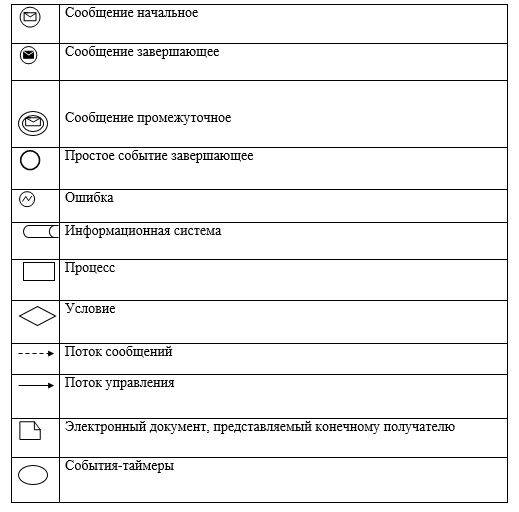 Сообщение начальное
Сообщение завершающее
Сообщение промежуточное
Простое событие завершающее
Ошибка
Информационная система
Процесс
Условие
Поток сообщений
Поток управления
Электронный документ, представляемый конечному получателю
События-таймеры